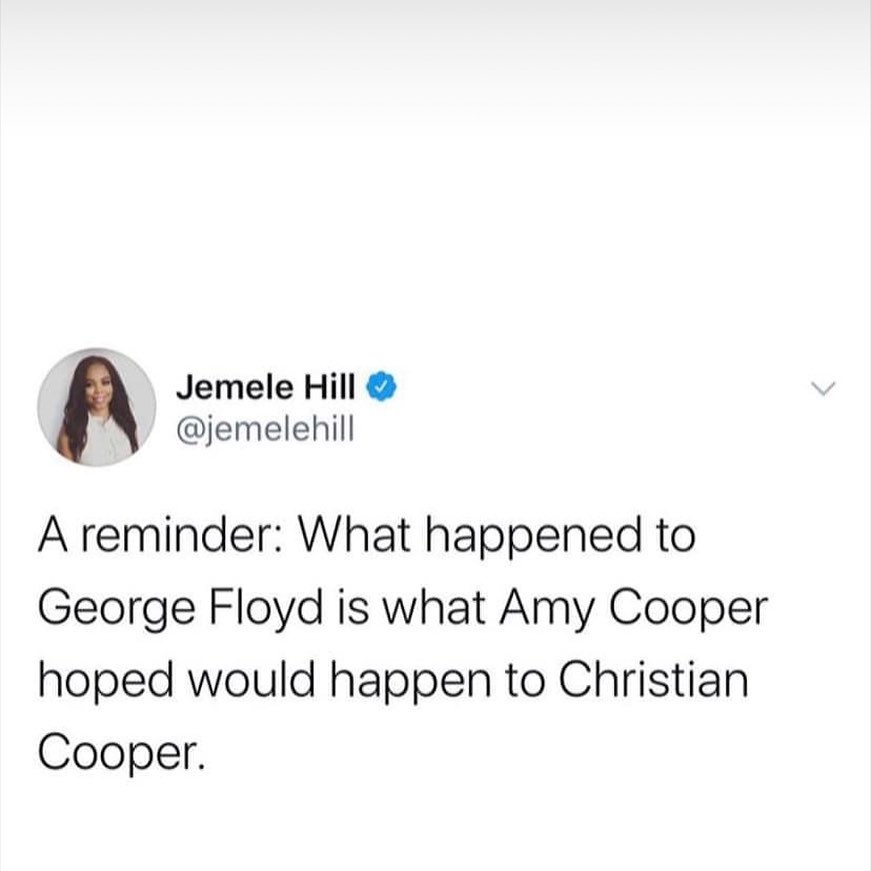 Jemele Hill
@jemelehill
A reminder: What happened to
George Floyd is what Amy Cooper
hoped would happen to Christian
Cooper.